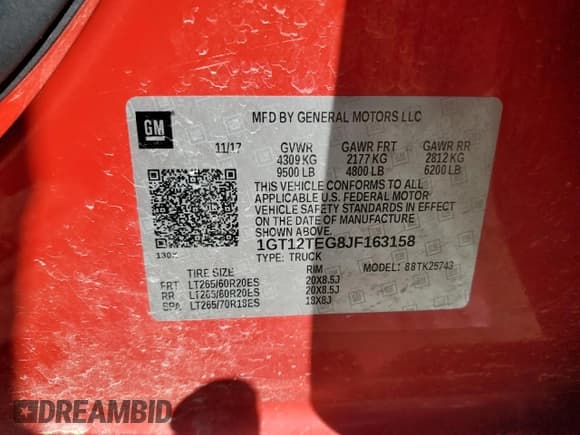 GM
MFD BY GENERAL MOTORS LLC
11/17 GVWR GAWR FRT GAWR RR
4309 KG 2177 KG 2812 KG
9500 LB 4800 LB 6200 LB
THIS VEHICLE CONFORMS TO ALL
APPLICABLE U.S. FEDERAL MOTOR
VEHICLE SAFETY STANDARDS IN EFFECT
ON THE DATE OF MANUFACTURE
SHOWN ABOVE.
1GT12TEG8JF163158
TYPE: TRUCK
MODEL: 88TK25743
TIRE SIZE RIM
FRT LT265/60R20ES 20X8.5J
RR LT265/60R20ES 20X8.5J
SPA LT265/70R18ES 18X8J
DREAMBID